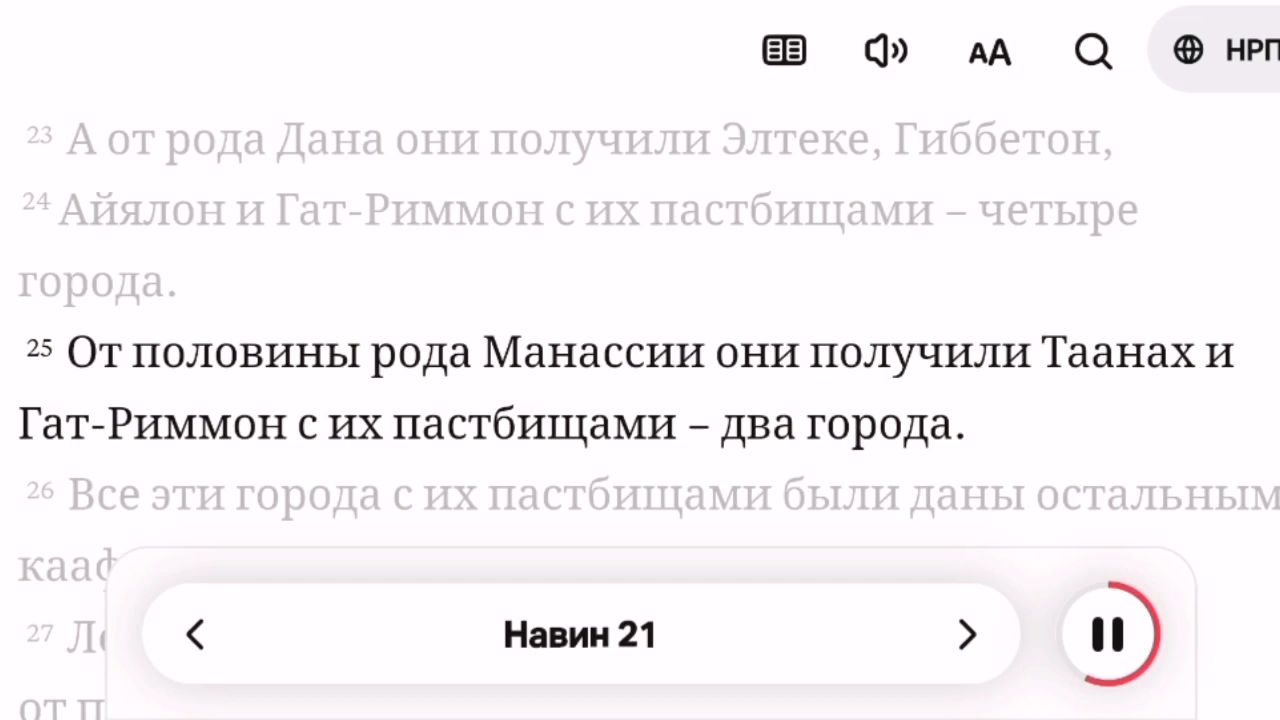 АА
НРП
23 А от рода Дана они получили Элтеке, Гиббетон,
24 Айялон и Гат-Риммон с их пастбищами – четыре
города.
25 От половины рода Манассии они получили Таанах и
Гат-Риммон с их пастбищами – два города.
26 Все эти города с их пастбищами были даны остальным
27
от
Навин 21